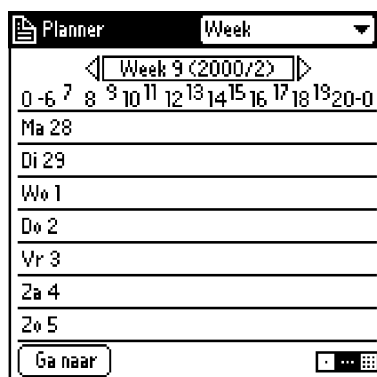 Planner Week
Week 9 (2000/2)
0-6 7 8 9 10 11 12 13 14 15 16 17 18 19 20-0
Ma 28
Di 29
Wo 1
Do 2
Vr 3
Za 4
Zo 5
Ga naar